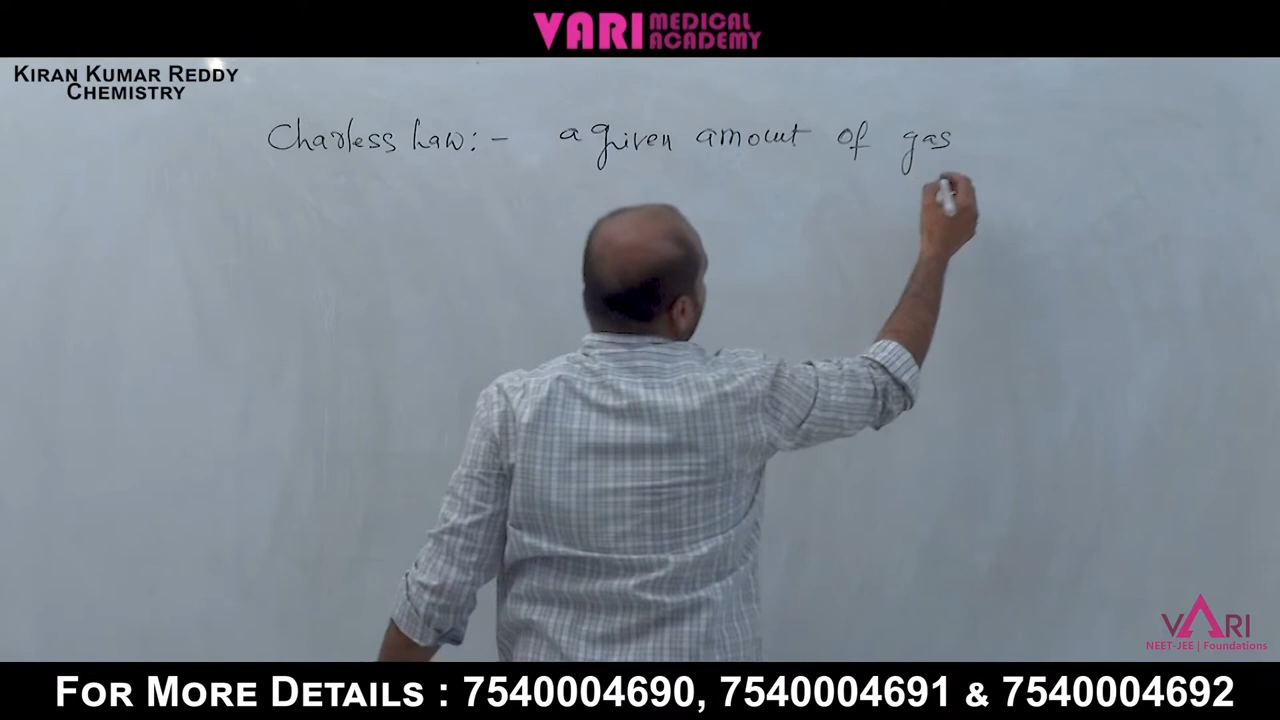 VARI MEDICAL ACADEMY
KIRAN KUMAR REDDY
CHEMISTRY
Charless Law:- a given amount of gas
VARI
NEET-JEE | Foundations
FOR MORE DETAILS : 7540004690, 7540004691 & 7540004692